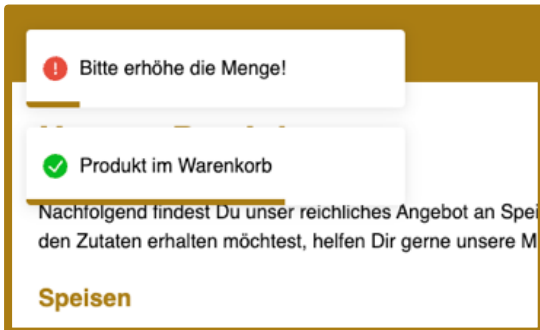 Bitte erhöhe die Menge!
Produkt im Warenkorb
Nachfolgend findest Du unser reichliches Angebot an Spei
den Zutaten erhalten möchtest, helfen Dir gerne unsere M
Speisen